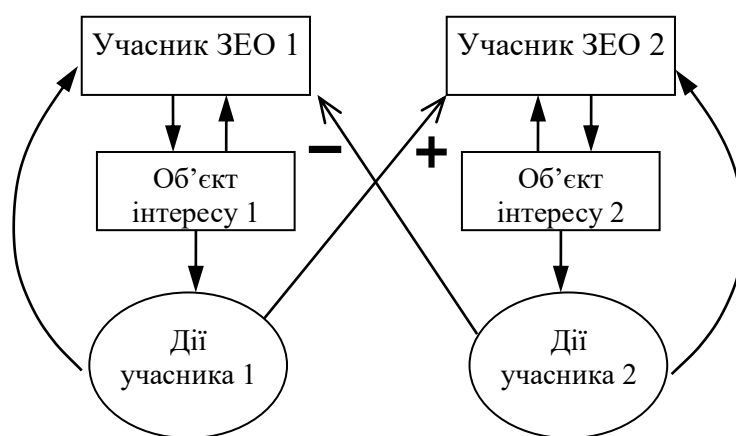 Учасник ЗЕО 1
Учасник ЗЕО 2
− +
Об’єкт
інтересу 1
Об’єкт
інтересу 2
Дії
учасника 1
Дії
учасника 2